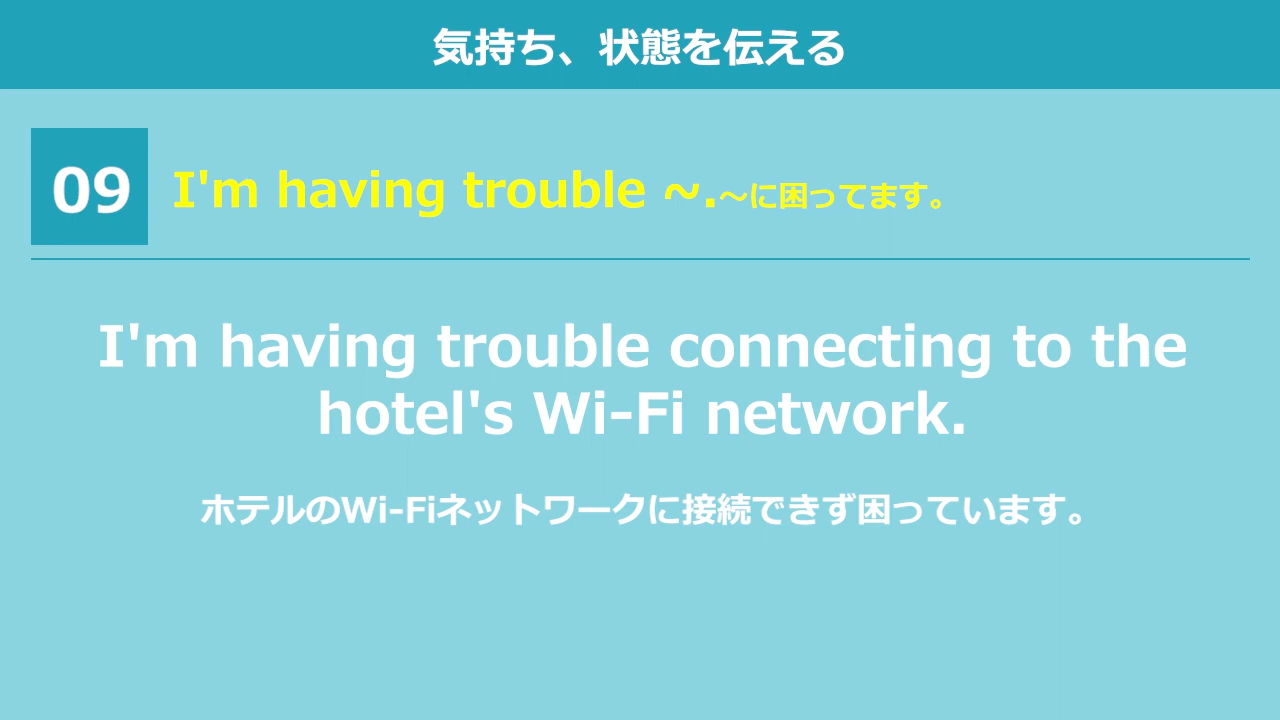 気持ち、状態を伝える
09 I'm having trouble ~.～に困ってます。
I'm having trouble connecting to the
hotel's Wi-Fi network.
ホテルのWi-Fiネットワークに接続できず困っています。